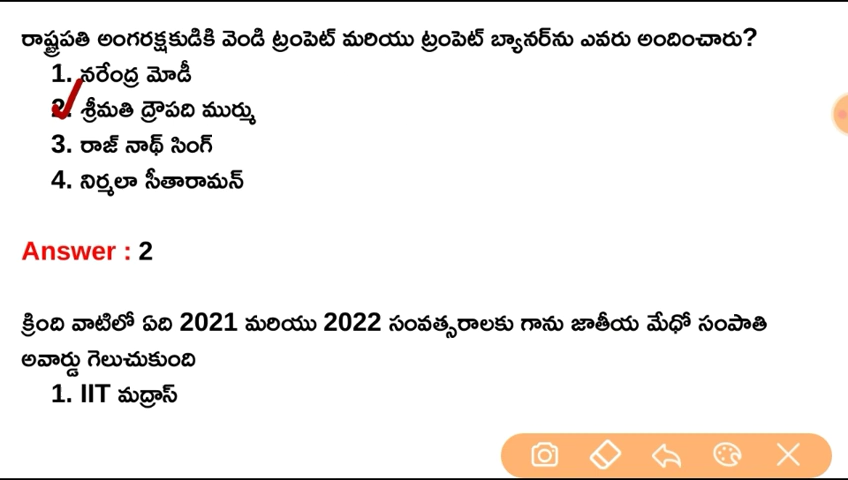 రాష్ట్రపతి అంగరక్షకుడికి వెండి ట్రంపెట్ మరియు ట్రంపెట్ బ్యానర్‌ను ఎవరు అందించారు?
1. నరేంద్ర మోడీ
2. శ్రీమతి ద్రౌపది ముర్ము
3. రాజ్ నాథ్ సింగ్
4. నిర్మలా సీతారామన్
Answer : 2
క్రింది వాటిలో ఏది 2021 మరియు 2022 సంవత్సరాలకు గాను జాతీయ మేధో సంపాతి
అవార్డు గెలుచుకుంది
1. IIT మద్రాస్